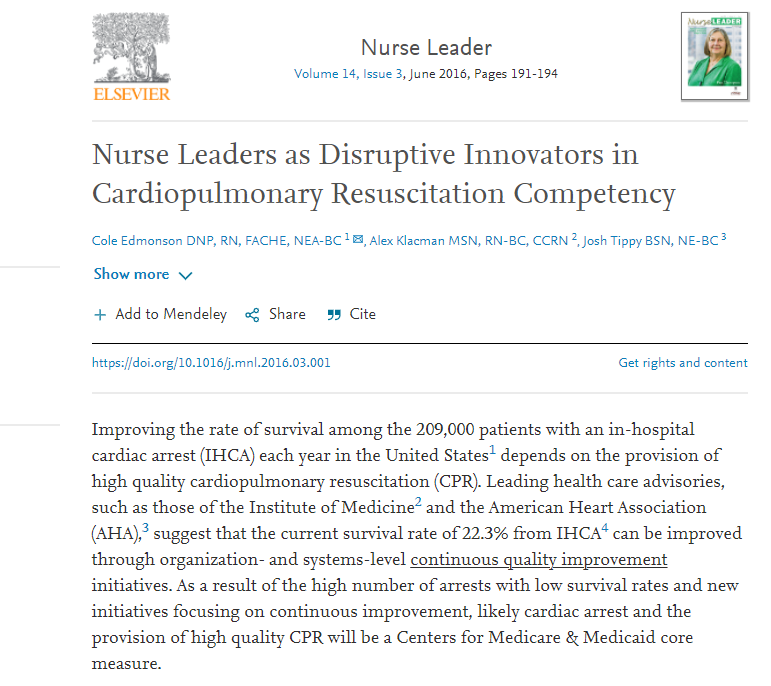 ELSEVIER
Nurse Leader
Volume 14, Issue 3, June 2016, Pages 191-194
Nurse LEADER
Nurse Leaders as Disruptive Innovators in
Cardiopulmonary Resuscitation Competency
Cole Edmonson DNP, RN, FACHE, NEA-BC 1, Alex Klacman MSN, RN-BC, CCRN 2, Josh Tippy BSN, NE-BC 3
Show more
Add to Mendeley Share Cite
https://doi.org/10.1016/j.mnl.2016.03.001 Get rights and content
Improving the rate of survival among the 209,000 patients with an in-hospital
cardiac arrest (IHCA) each year in the United States1 depends on the provision of
high quality cardiopulmonary resuscitation (CPR). Leading health care advisories,
such as those of the Institute of Medicine2 and the American Heart Association
(AHA),3 suggest that the current survival rate of 22.3% from IHCA4 can be improved
through organization- and systems-level continuous quality improvement
initiatives. As a result of the high number of arrests with low survival rates and new
initiatives focusing on continuous improvement, likely cardiac arrest and the
provision of high quality CPR will be a Centers for Medicare & Medicaid core
measure.